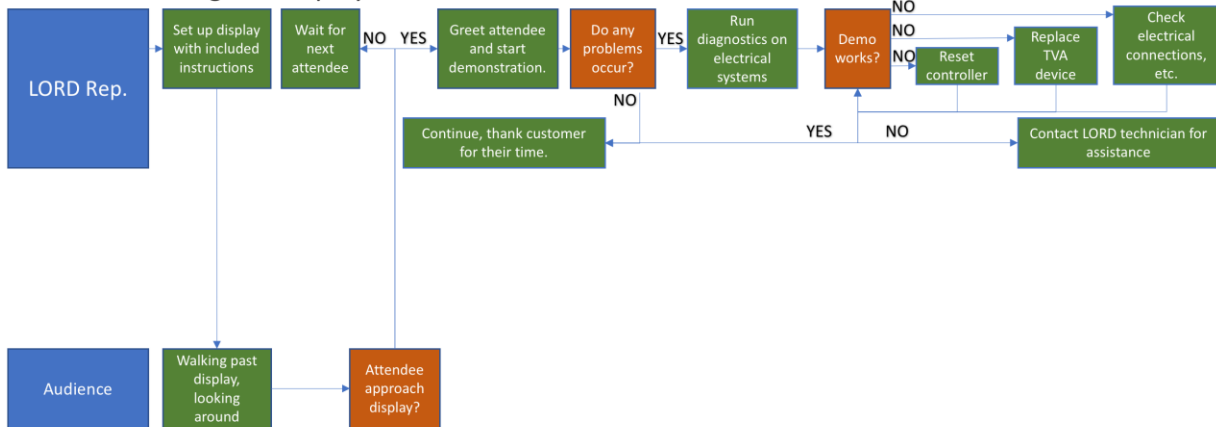 LORD Rep.
Set up display
with included
instructions
Wait for
next
attendee
NO
YES
Greet attendee
and start
demonstration.
Do any
problems
occur?
YES
NO
Run
diagnostics on
electrical
systems
Demo
works?
NO
NO
NO
Reset
controller
Replace
TVA
device
Check
electrical
connections,
etc.
Continue, thank customer
for their time.
YES
NO
Contact LORD technician for
assistance
Audience
Walking past
display,
looking
around
Attendee
approach
display?